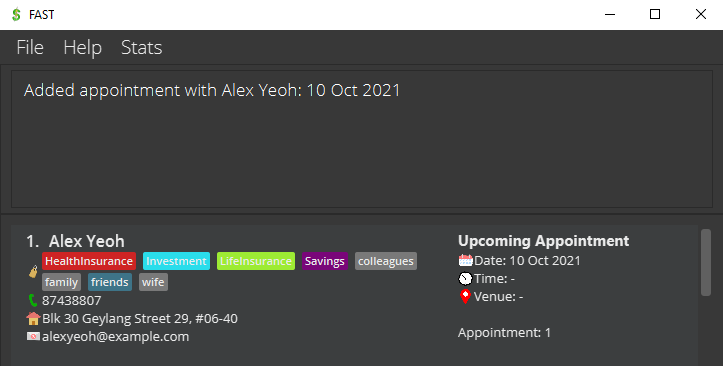 FAST
File Help Stats
Added appointment with Alex Yeoh: 10 Oct 2021
1. Alex Yeoh
HealthInsurance Investment LifeInsurance Savings colleagues
family friends wife
87438807
Blk 30 Geylang Street 29, #06-40
alexyeoh@example.com
Upcoming Appointment
Date: 10 Oct 2021
Time: -
Venue: -
Appointment: 1